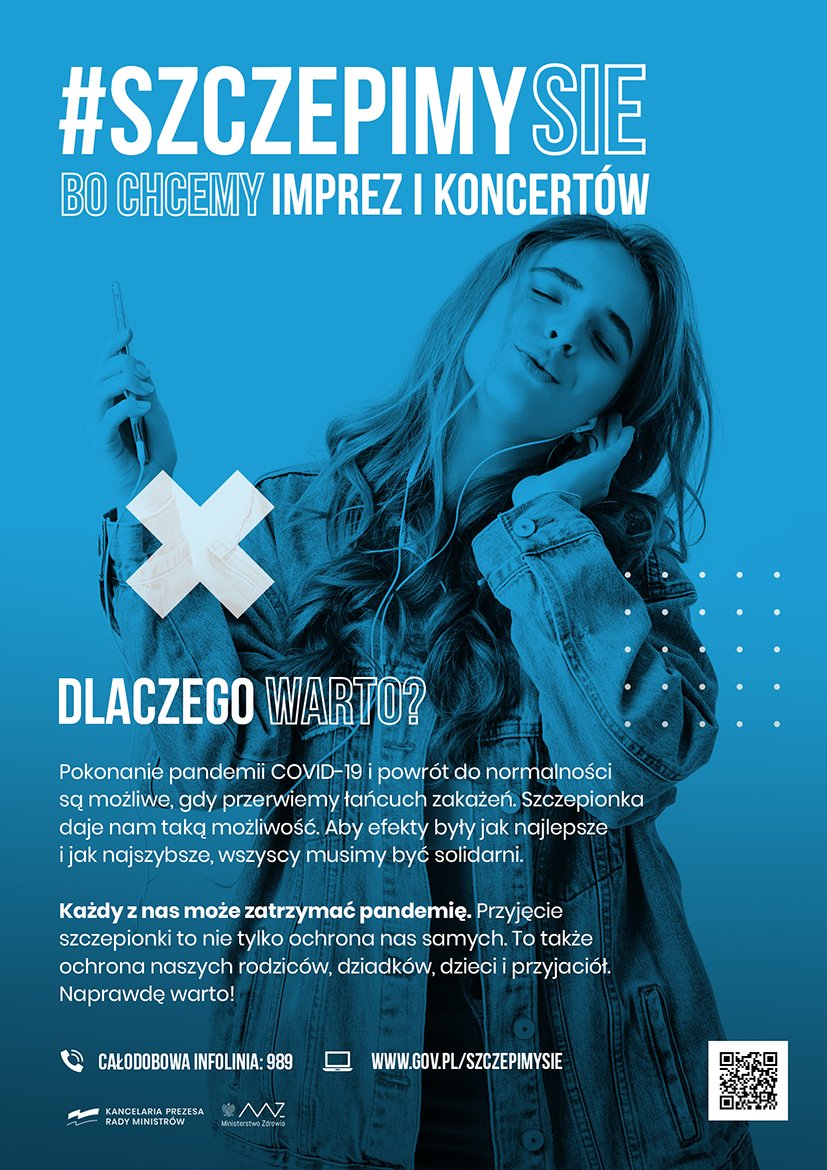 #SZCZEPIMYSIE
BO CHCEMY IMPREZ I KONCERTÓW
DLACZEGO WARTO?
Pokonanie pandemii COVID-19 i powrót do normalności
są możliwe, gdy przerwiemy łańcuch zakażeń. Szczepionka
daje nam taką możliwość. Aby efekty były jak najlepsze
i jak najszybsze, wszyscy musimy być solidarni.
Każdy z nas może zatrzymać pandemię. Przyjęcie
szczepionki to nie tylko ochrona nas samych. To także
ochrona naszych rodziców, dziadków, dzieci i przyjaciół.
Naprawdę warto!
CAŁODOBOWA INFOLINIA: 989
WWW.GOV.PL/SZCZEPIMYSIE
KANCELARIA PREZESA
RADY MINISTRÓW
Ministerstwo Zdrowia